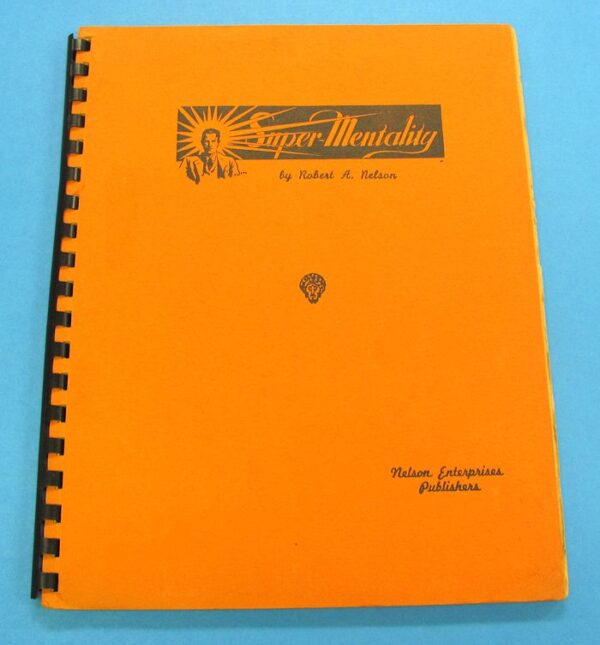 Super-Mentality
by Robert A. Nelson
Nelson Enterprises
Publishers